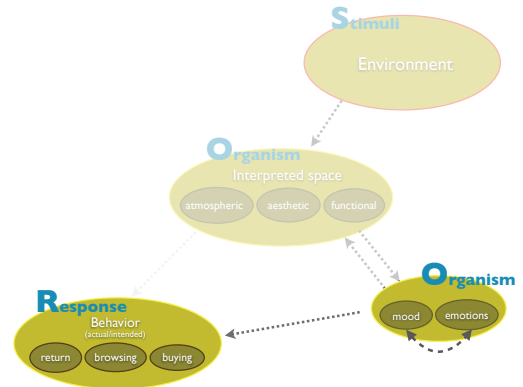 Stimuli
Environment
Organism
Interpreted space
atmospheric aesthetic functional
Organism
mood emotions
Response
Behavior
(actual/intended)
return browsing buying